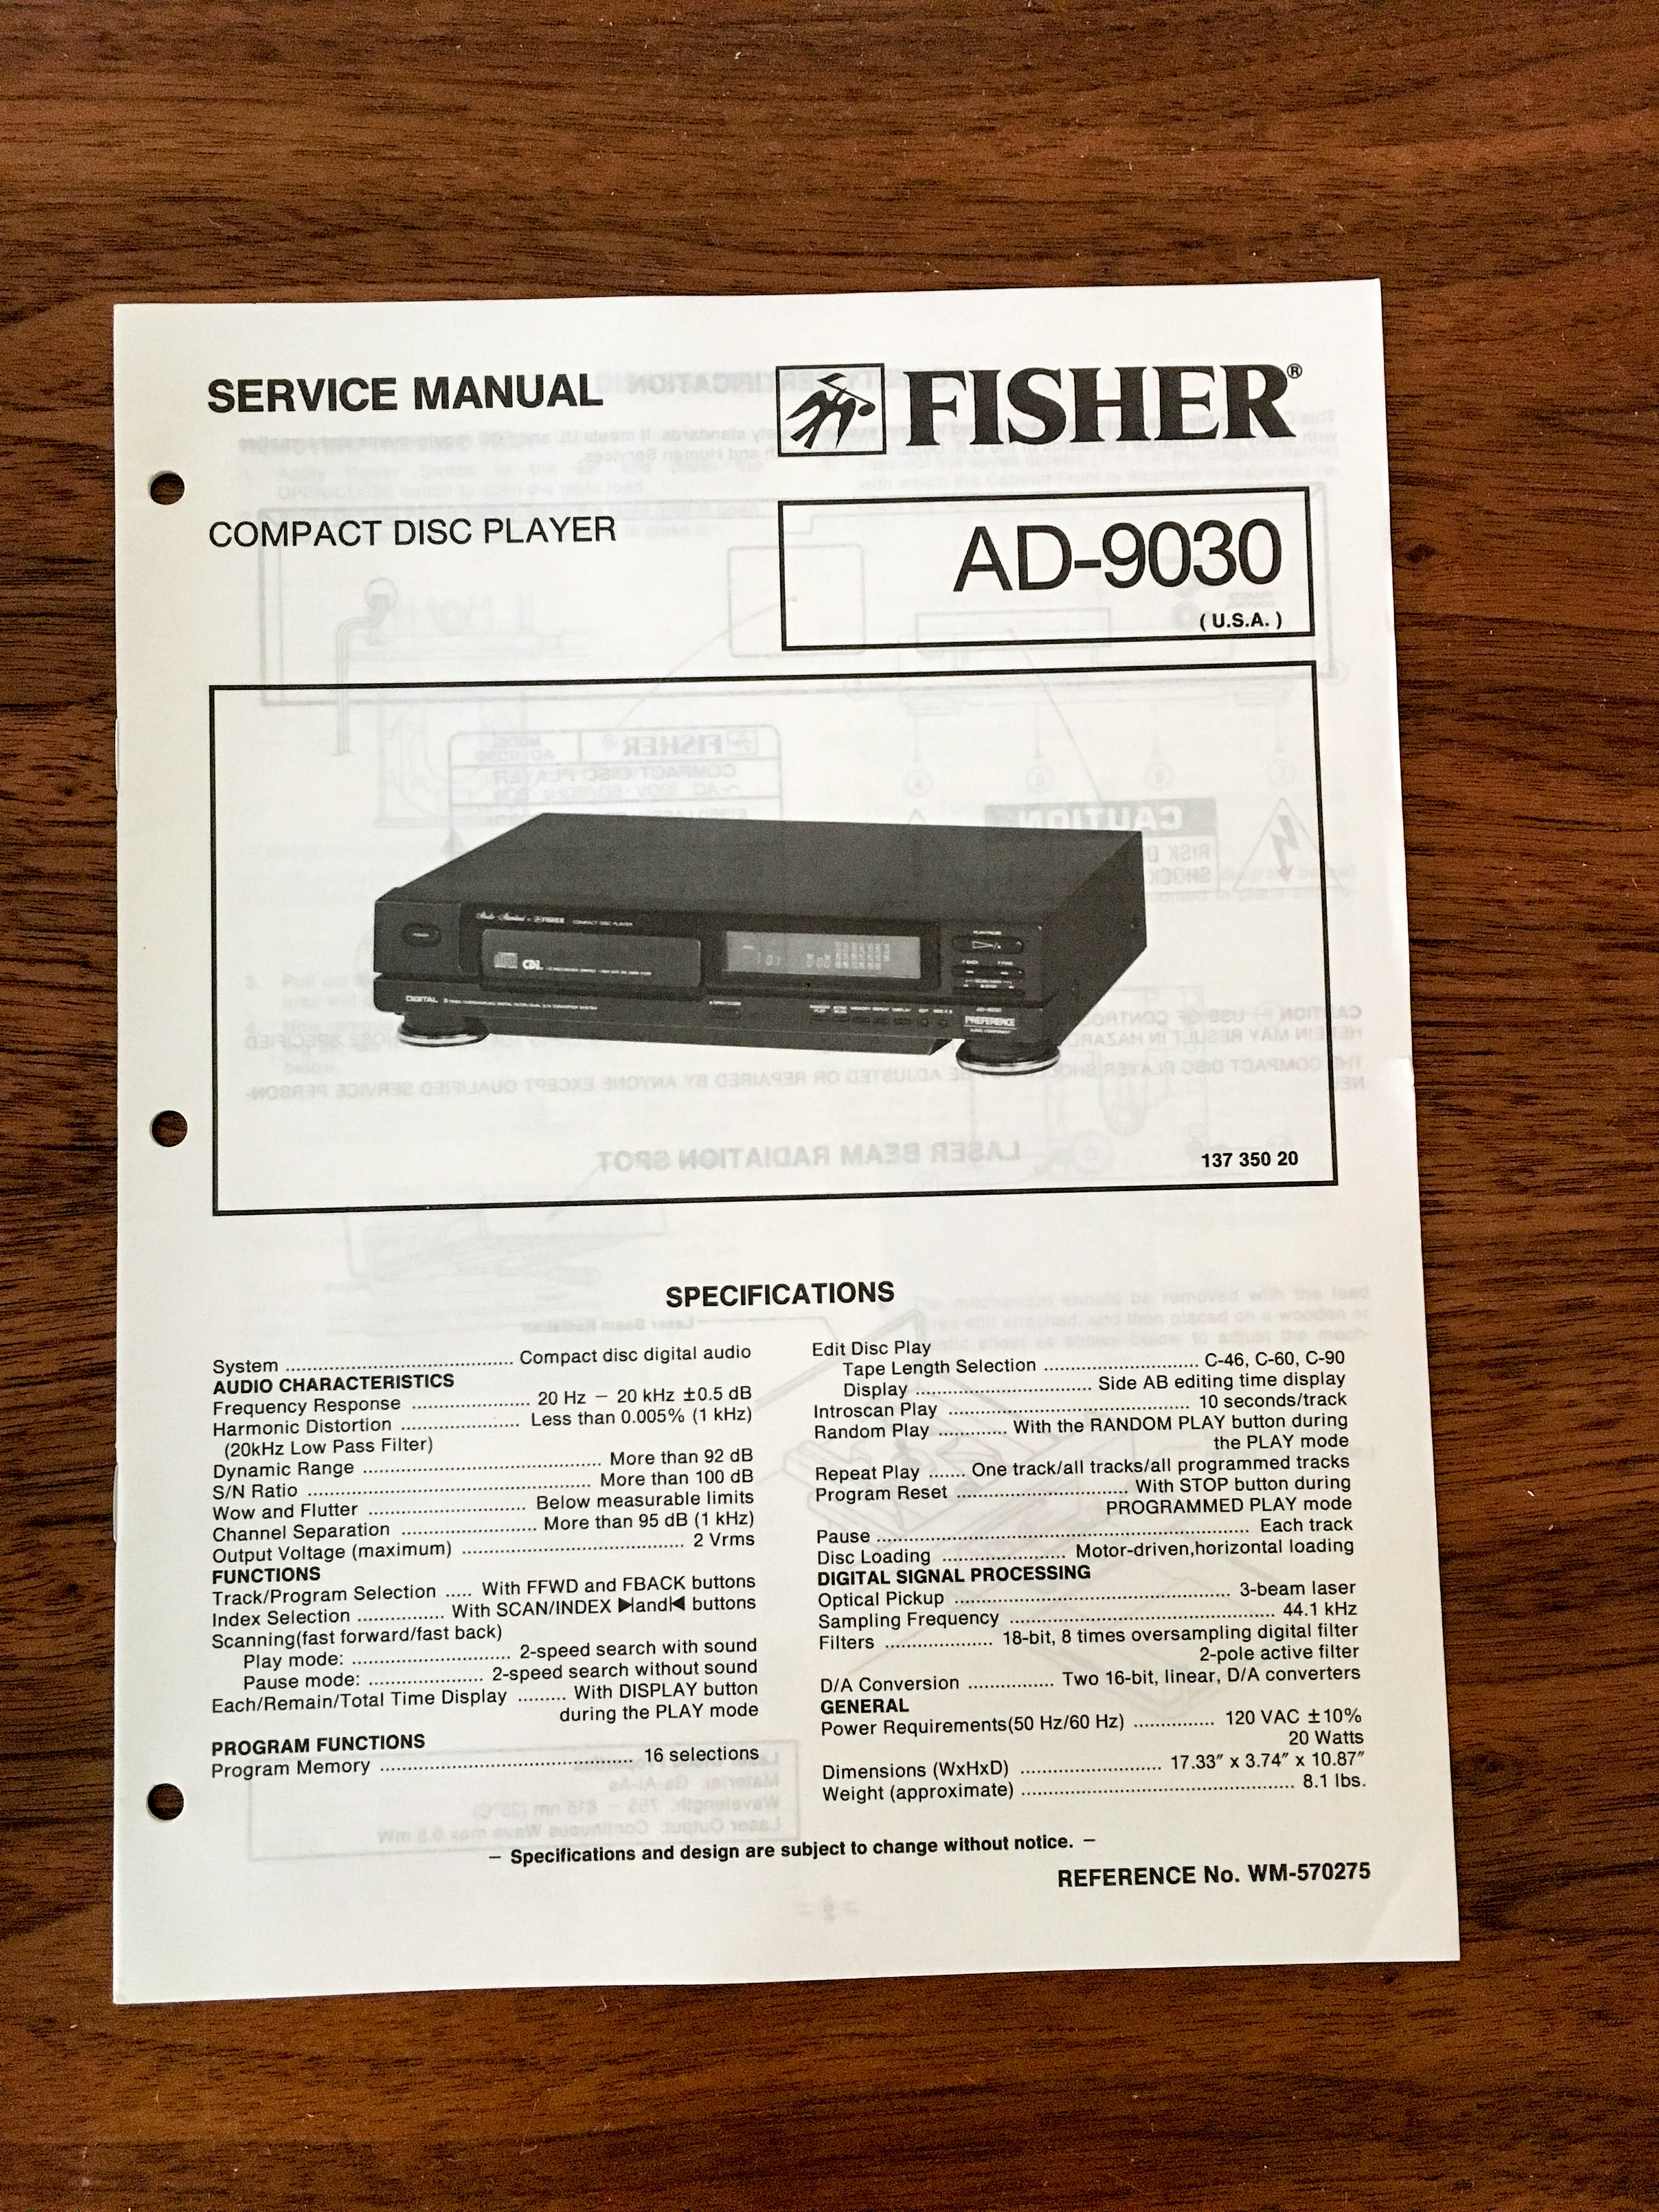 SERVICE MANUAL
FISHER®
COMPACT DISC PLAYER
AD-9030
( U.S.A. )
FISHER COMPACT DISC PLAYER
POWER
DIGITAL
OPEN/CLOSE
PLAY/PAUSE
AD-9030
PREFERENCE
137 350 20
SPECIFICATIONS
System ........ Compact disc digital audio
AUDIO CHARACTERISTICS
Frequency Response ........ 20 Hz – 20 kHz ±0.5 dB
Harmonic Distortion ........ Less than 0.005% (1 kHz)
(20kHz Low Pass Filter)
Dynamic Range ........ More than 92 dB
S/N Ratio ........ More than 100 dB
Wow and Flutter ........ Below measurable limits
Channel Separation ........ More than 95 dB (1 kHz)
Output Voltage (maximum) ........ 2 Vrms
FUNCTIONS
Track/Program Selection ..... With FFWD and FBACK buttons
Index Selection ........ With SCAN/INDEX ▶|and|◀ buttons
Scanning(fast forward/fast back)
Play mode: ........ 2-speed search with sound
Pause mode: ........ 2-speed search without sound
Each/Remain/Total Time Display ........ With DISPLAY button
during the PLAY mode
PROGRAM FUNCTIONS
Program Memory ........ 16 selections
Edit Disc Play
Tape Length Selection ........ C-46, C-60, C-90
Display ........ Side AB editing time display
Introscan Play ........ 10 seconds/track
Random Play ........ With the RANDOM PLAY button during
the PLAY mode
Repeat Play ....... One track/all tracks/all programmed tracks
Program Reset ........ With STOP button during
PROGRAMMED PLAY mode
Pause ........ Each track
Disc Loading ........ Motor-driven,horizontal loading
DIGITAL SIGNAL PROCESSING
Optical Pickup ........ 3-beam laser
Sampling Frequency ........ 44.1 kHz
Filters ........ 18-bit, 8 times oversampling digital filter
2-pole active filter
D/A Conversion ........ Two 16-bit, linear, D/A converters
GENERAL
Power Requirements(50 Hz/60 Hz) ........ 120 VAC ±10%
20 Watts
Dimensions (WxHxD) ........ 17.33″ x 3.74″ x 10.87″
Weight (approximate) ........ 8.1 lbs.
– Specifications and design are subject to change without notice. –
REFERENCE No. WM-570275